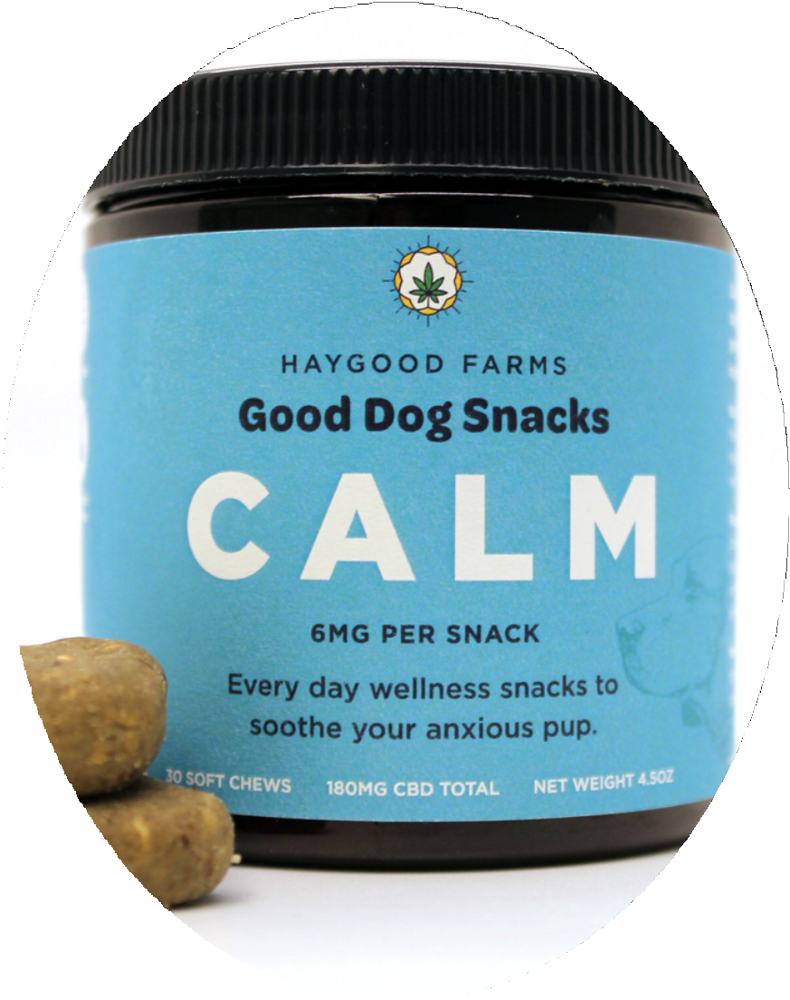 HAYGOOD FARMS
Good Dog Snacks
CALM
6MG PER SNACK
Every day wellness snacks to
soothe your anxious pup.
30 SOFT CHEWS 180MG CBD TOTAL NET WEIGHT 4.5OZ